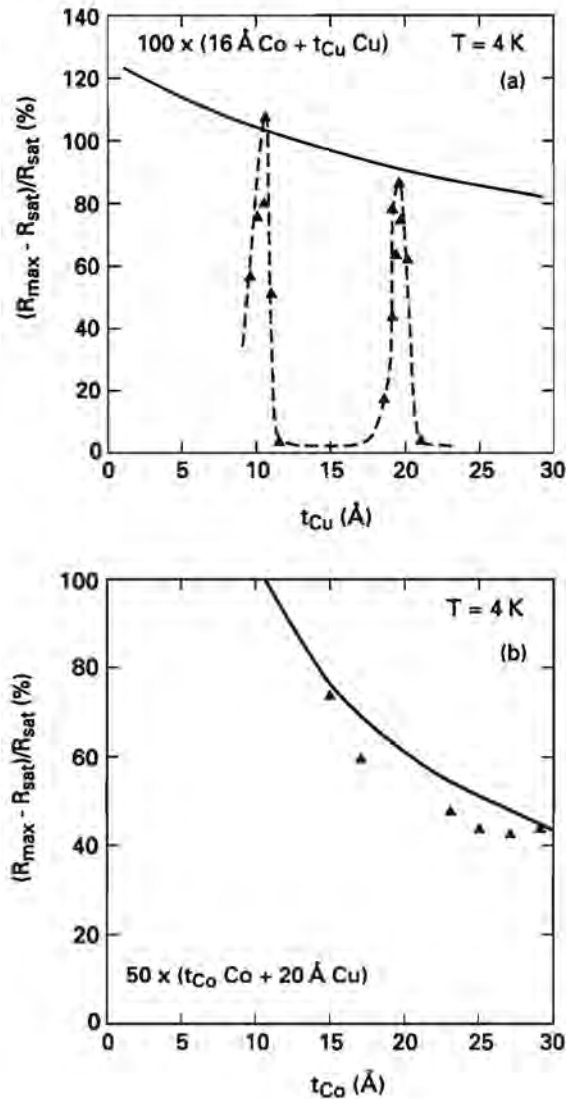 140
120
100
80
60
40
20
0
100 x (16 Å Co + tCu Cu) T = 4 K
(a)
(Rmax - Rsat)/Rsat (%)
0 5 10 15 20 25 30
tCu (Å)
100
80
60
40
20
0
T = 4 K
(b)
(Rmax - Rsat)/Rsat (%)
50 x (tCo Co + 20 Å Cu)
0 5 10 15 20 25 30
tCo (Å)